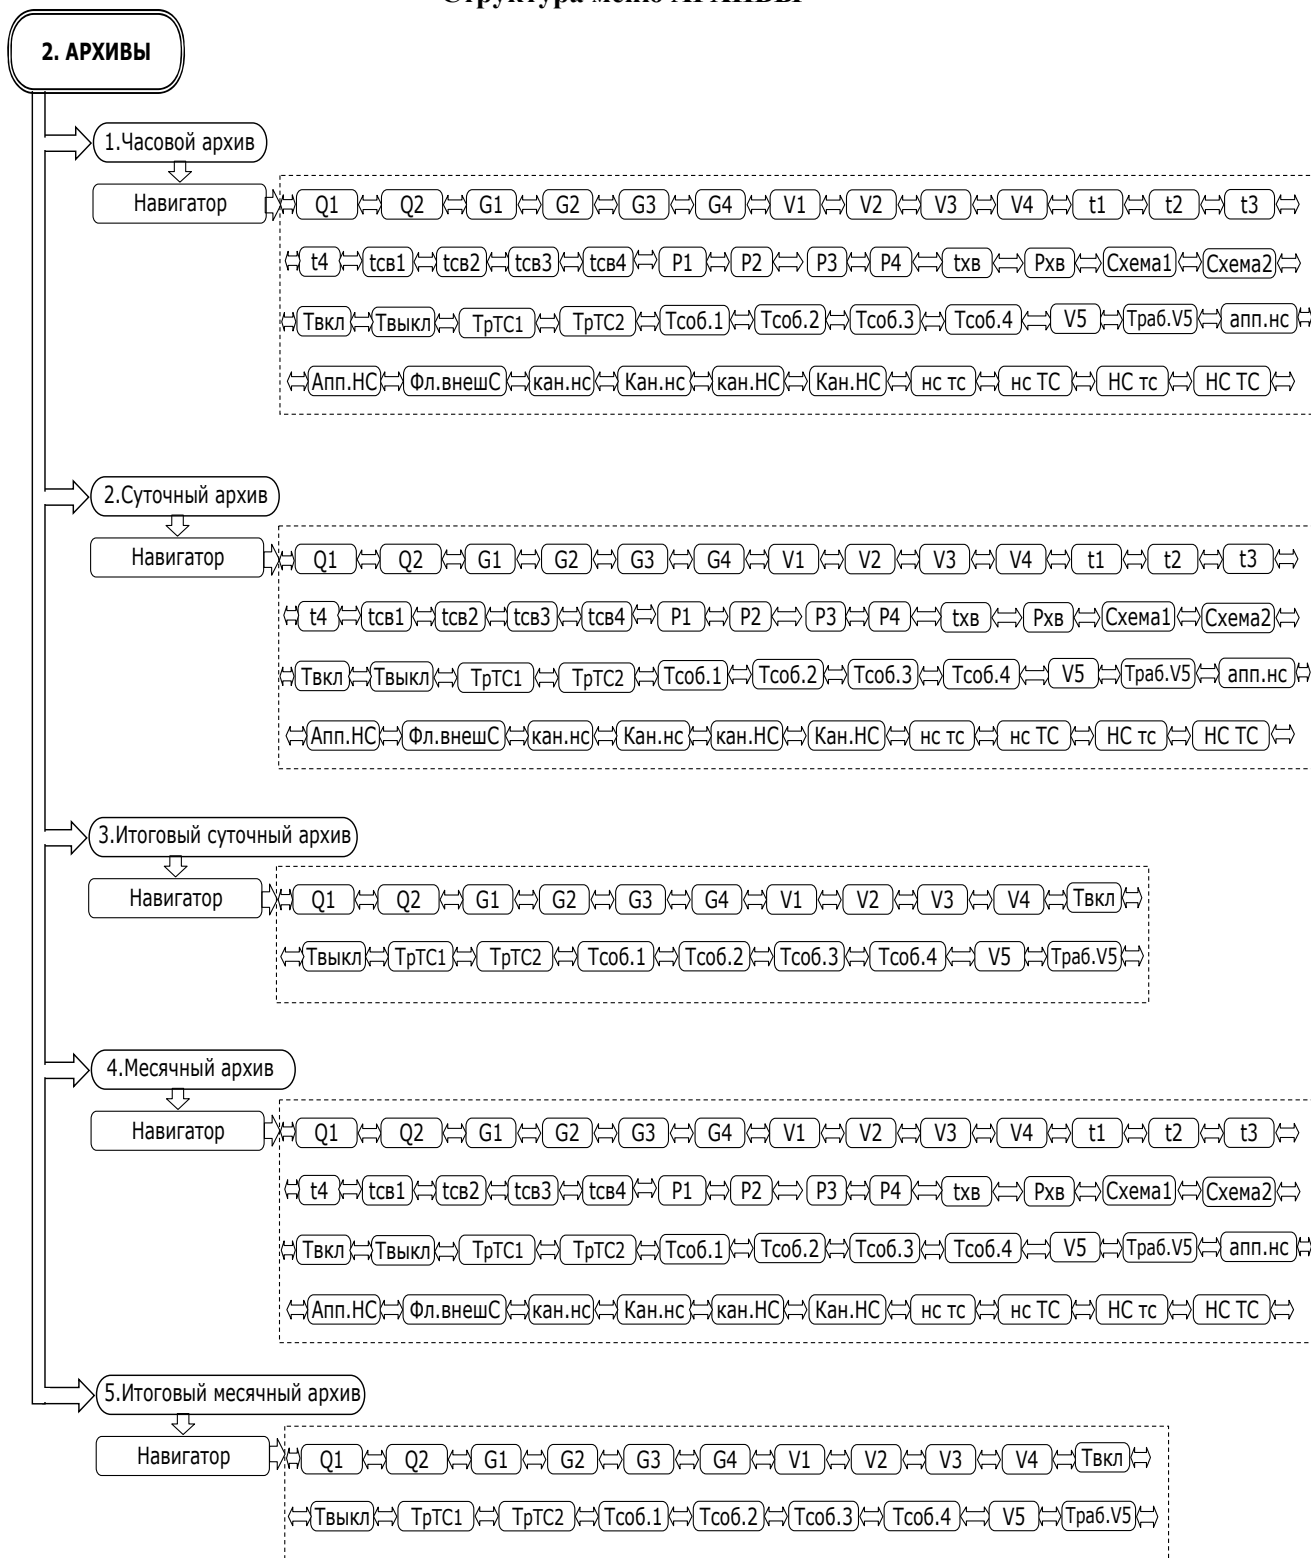 Структура меню АРХИВЫ
2. АРХИВЫ
1.Часовой архив
Навигатор Q1 Q2 G1 G2 G3 G4 V1 V2 V3 V4 t1 t2 t3
t4 tсв1 tсв2 tсв3 tсв4 P1 P2 P3 P4 tхв Pхв Схема1 Схема2
Твкл Твыкл ТрТС1 ТрТС2 Тсоб.1 Тсоб.2 Тсоб.3 Тсоб.4 V5 Траб.V5 апп.нс
Апп.НС Фл.внешС кан.нс Кан.нс кан.НС Кан.НС нс тс нс ТС НС тс НС ТС
2.Суточный архив
Навигатор Q1 Q2 G1 G2 G3 G4 V1 V2 V3 V4 t1 t2 t3
t4 tсв1 tсв2 tсв3 tсв4 P1 P2 P3 P4 tхв Pхв Схема1 Схема2
Твкл Твыкл ТрТС1 ТрТС2 Тсоб.1 Тсоб.2 Тсоб.3 Тсоб.4 V5 Траб.V5 апп.нс
Апп.НС Фл.внешС кан.нс Кан.нс кан.НС Кан.НС нс тс нс ТС НС тс НС ТС
3.Итоговый суточный архив
Навигатор Q1 Q2 G1 G2 G3 G4 V1 V2 V3 V4 Твкл
Твыкл ТрТС1 ТрТС2 Тсоб.1 Тсоб.2 Тсоб.3 Тсоб.4 V5 Траб.V5
4.Месячный архив
Навигатор Q1 Q2 G1 G2 G3 G4 V1 V2 V3 V4 t1 t2 t3
t4 tсв1 tсв2 tсв3 tсв4 P1 P2 P3 P4 tхв Pхв Схема1 Схема2
Твкл Твыкл ТрТС1 ТрТС2 Тсоб.1 Тсоб.2 Тсоб.3 Тсоб.4 V5 Траб.V5 апп.нс
Апп.НС Фл.внешС кан.нс Кан.нс кан.НС Кан.НС нс тс нс ТС НС тс НС ТС
5.Итоговый месячный архив
Навигатор Q1 Q2 G1 G2 G3 G4 V1 V2 V3 V4 Твкл
Твыкл ТрТС1 ТрТС2 Тсоб.1 Тсоб.2 Тсоб.3 Тсоб.4 V5 Траб.V5